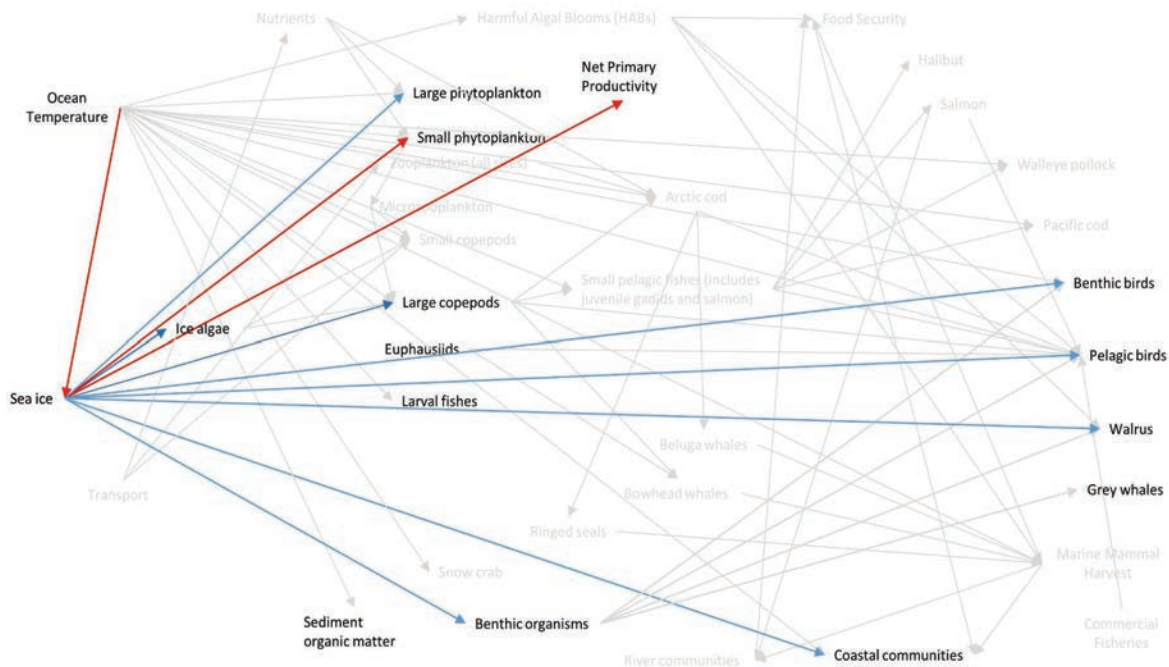 Nutrients
Harmful Algal Blooms (HABs)
Food Security
Halibut
Net Primary
Productivity
Ocean
Temperature
Large phytoplankton
Salmon
Small phytoplankton
Zooplankton (all sizes)
Walleye pollock
Arctic cod
Microzooplankton
Pacific cod
Small copepods
Small pelagic fishes (includes
juvenile gadids and salmon)
Benthic birds
Large copepods
Ice algae
Euphausiids
Pelagic birds
Sea ice
Larval fishes
Walrus
Beluga whales
Transport
Bowhead whales
Grey whales
Ringed seals
Marine Mammal
Harvest
Snow crab
Sediment
organic matter
Benthic organisms
Commercial
Fisheries
River communities
Coastal communities